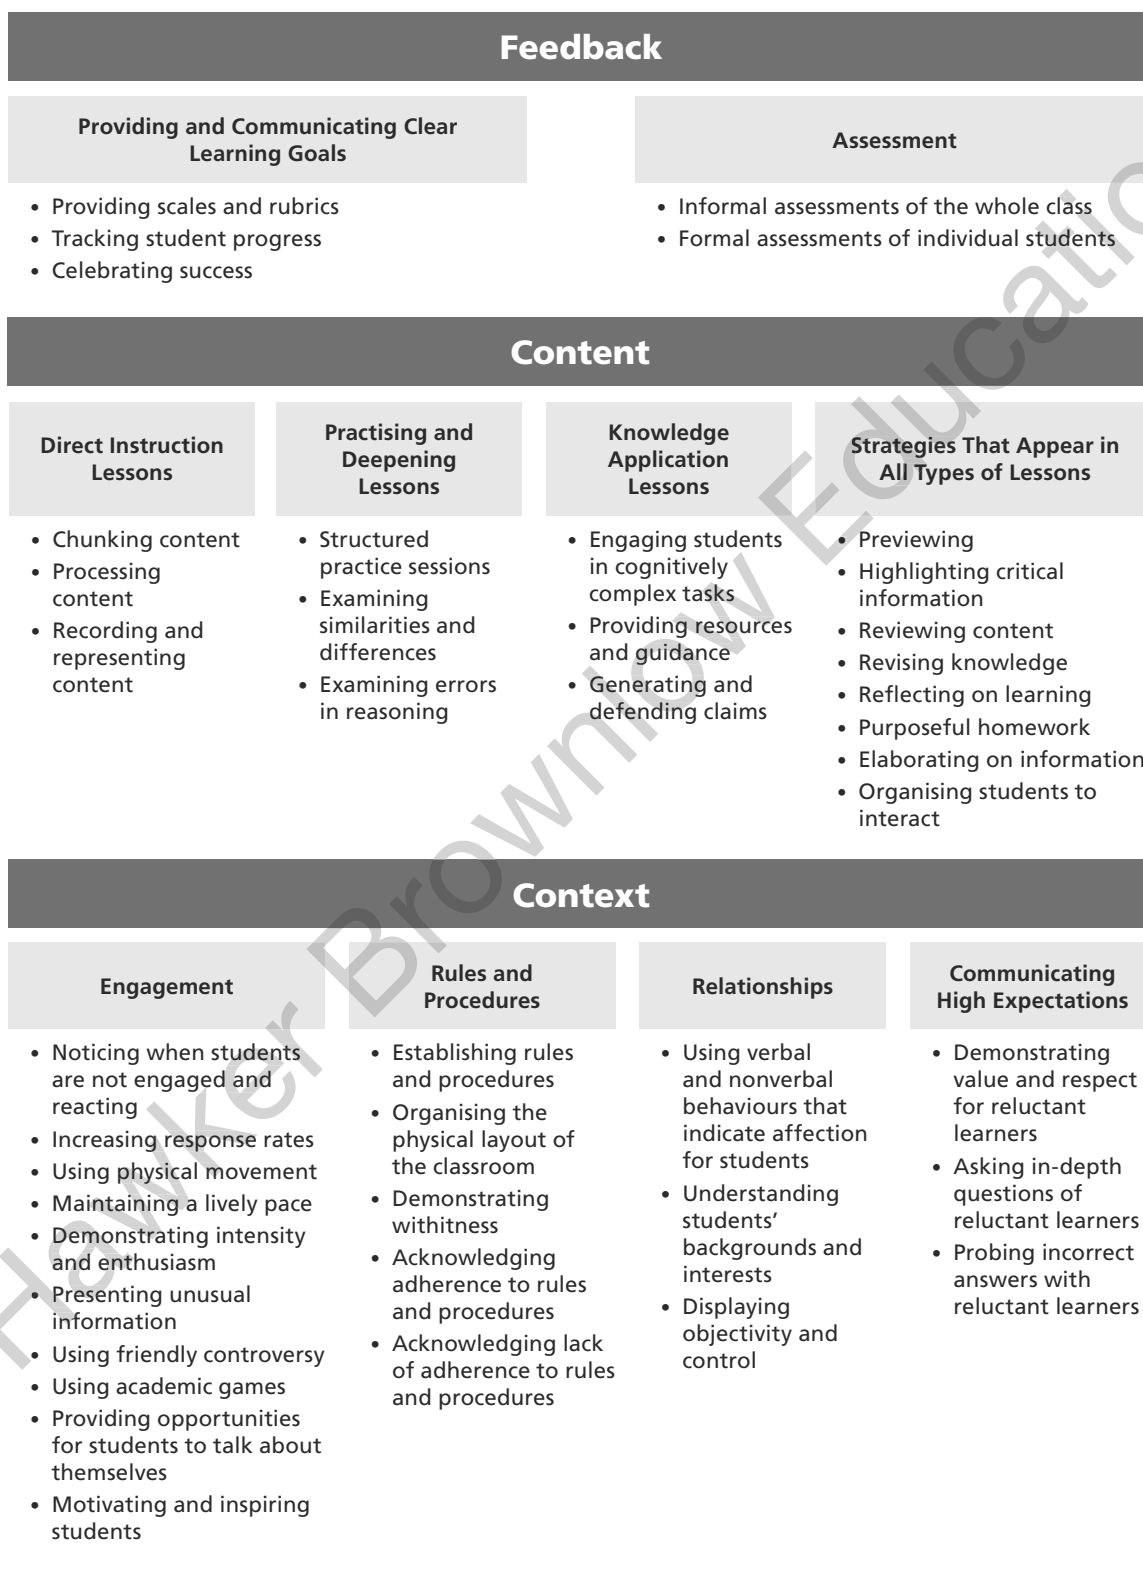 Feedback
Providing and Communicating Clear
Learning Goals
• Providing scales and rubrics
• Tracking student progress
• Celebrating success
Assessment
• Informal assessments of the whole class
• Formal assessments of individual students
Content
Direct Instruction
Lessons
• Chunking content
• Processing
content
• Recording and
representing
content
Practising and
Deepening
Lessons
• Structured
practice sessions
• Examining
similarities and
differences
• Examining errors
in reasoning
Knowledge
Application
Lessons
• Engaging students
in cognitively
complex tasks
• Providing resources
and guidance
• Generating and
defending claims
Strategies That Appear in
All Types of Lessons
• Previewing
• Highlighting critical
information
• Reviewing content
• Revising knowledge
• Reflecting on learning
• Purposeful homework
• Elaborating on information
• Organising students to
interact
Context
Engagement
• Noticing when students
are not engaged and
reacting
• Increasing response rates
• Using physical movement
• Maintaining a lively pace
• Demonstrating intensity
and enthusiasm
• Presenting unusual
information
• Using friendly controversy
• Using academic games
• Providing opportunities
for students to talk about
themselves
• Motivating and inspiring
students
Rules and
Procedures
• Establishing rules
and procedures
• Organising the
physical layout of
the classroom
• Demonstrating
withitness
• Acknowledging
adherence to rules
and procedures
• Acknowledging lack
of adherence to rules
and procedures
Relationships
• Using verbal
and nonverbal
behaviours that
indicate affection
for students
• Understanding
students’
backgrounds and
interests
• Displaying
objectivity and
control
Communicating
High Expectations
• Demonstrating
value and respect
for reluctant
learners
• Asking in-depth
questions of
reluctant learners
• Probing incorrect
answers with
reluctant learners
Hawker Brownlow Educatio